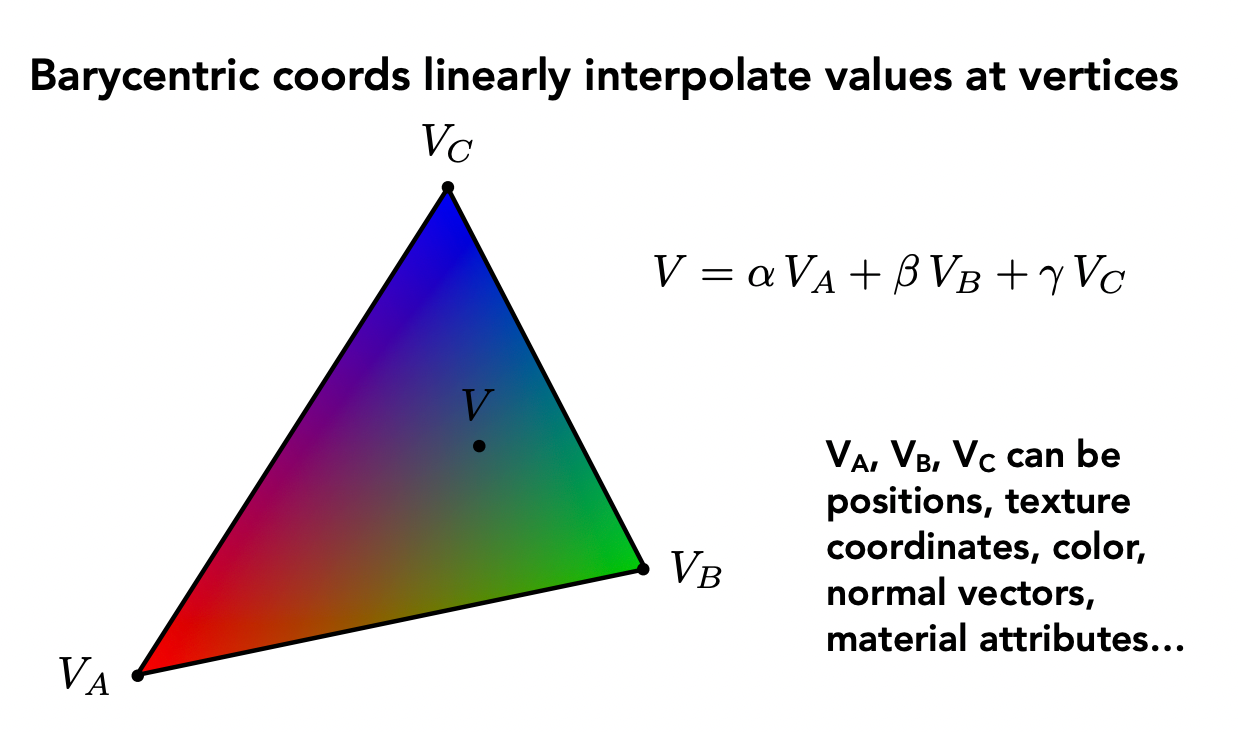 Barycentric coords linearly interpolate values at vertices
V_C
V = α V_A + β V_B + γ V_C
V
V_A, V_B, V_C can be
positions, texture
coordinates, color,
normal vectors,
material attributes…
V_B
V_A